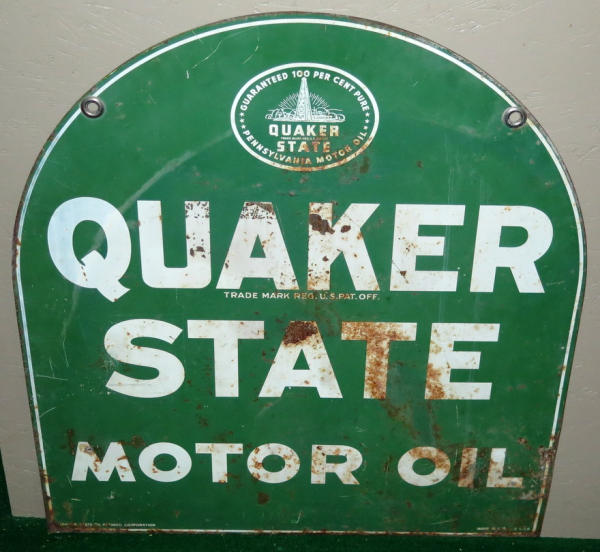 GUARANTEED 100 PER CENT PURE
QUAKER
STATE
PENNSYLVANIA MOTOR OIL
QUAKER
TRADE MARK REG. U.S. PAT. OFF.
STATE
MOTOR OIL
CORPORATION